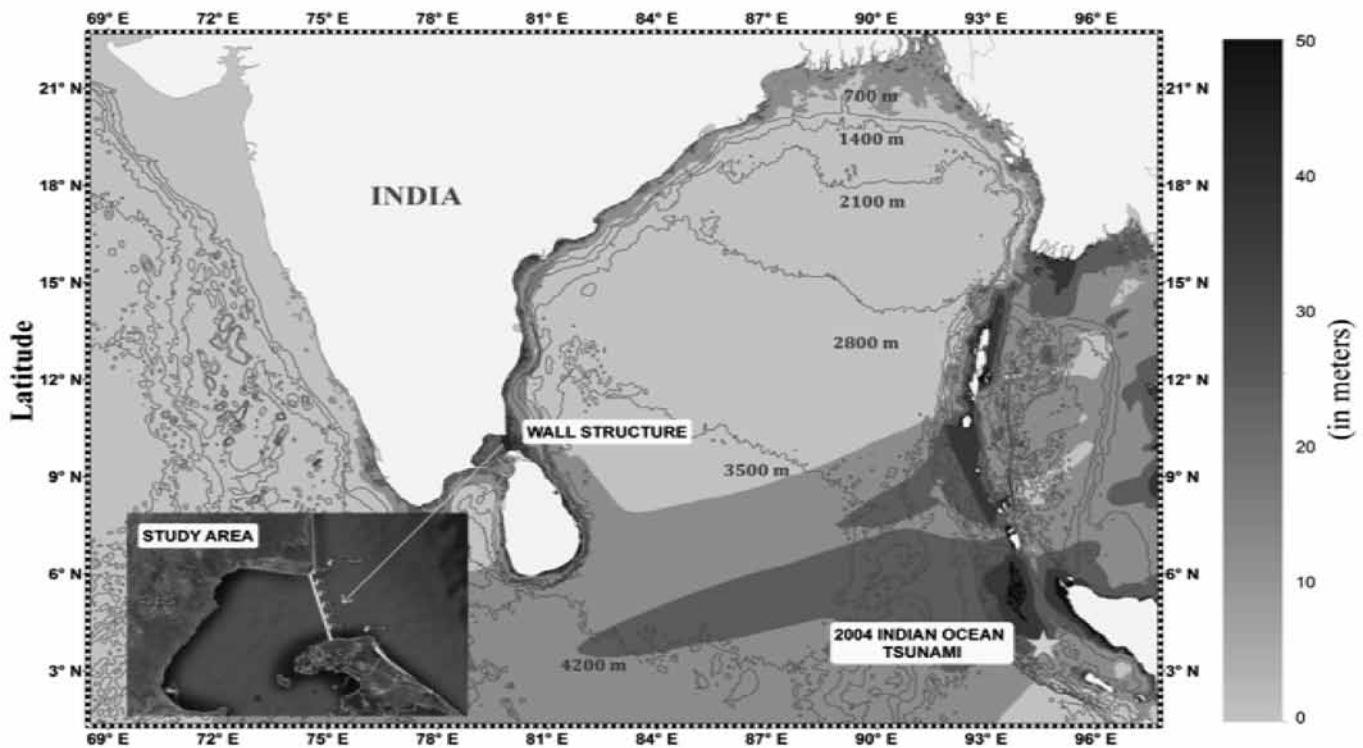 69° E 72° E 75° E 78° E 81° E 84° E 87° E 90° E 93° E 96° E
50
40
30
20
10
0
(in meters)
Latitude
21° N
18° N
15° N
12° N
9° N
6° N
3° N
21° N
18° N
15° N
12° N
9° N
6° N
3° N
700 m
1400 m
INDIA
2100 m
2800 m
WALL STRUCTURE
3500 m
STUDY AREA
2004 INDIAN OCEAN
TSUNAMI
4200 m
69° E 72° E 75° E 78° E 81° E 84° E 87° E 90° E 93° E 96° E